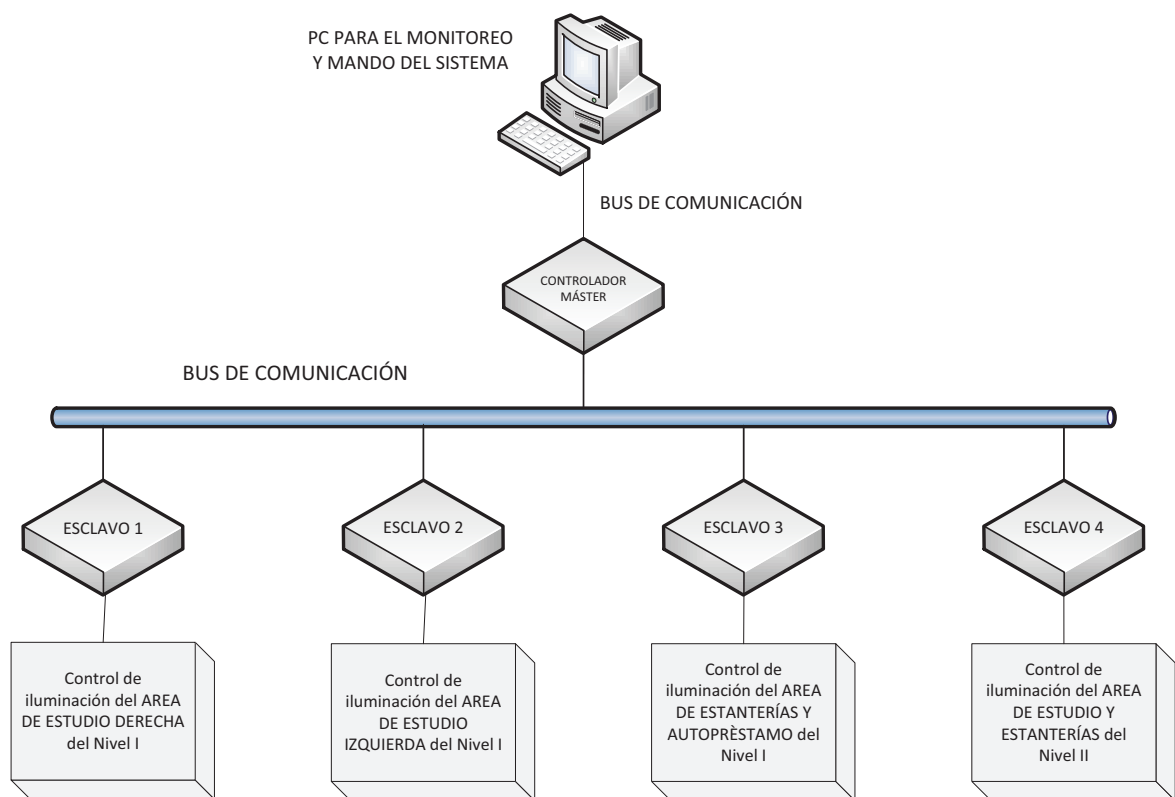 PC PARA EL MONITOREO
Y MANDO DEL SISTEMA
BUS DE COMUNICACIÓN
CONTROLADOR
MÁSTER
BUS DE COMUNICACIÓN
ESCLAVO 1
ESCLAVO 2
ESCLAVO 3
ESCLAVO 4
Control de
iluminación del AREA
DE ESTUDIO DERECHA
del Nivel I
Control de
iluminación del AREA
DE ESTUDIO
IZQUIERDA del Nivel I
Control de
iluminación del AREA
DE ESTANTERÍAS Y
AUTOPRÈSTAMO del
Nivel I
Control de
iluminación del AREA
DE ESTUDIO Y
ESTANTERÍAS del
Nivel II